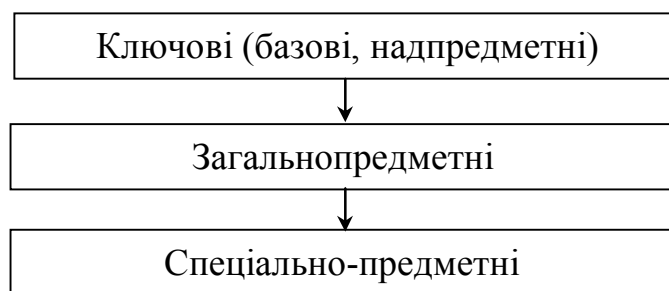 Ключові (базові, надпредметні)
Загальнопредметні
Спеціально-предметні